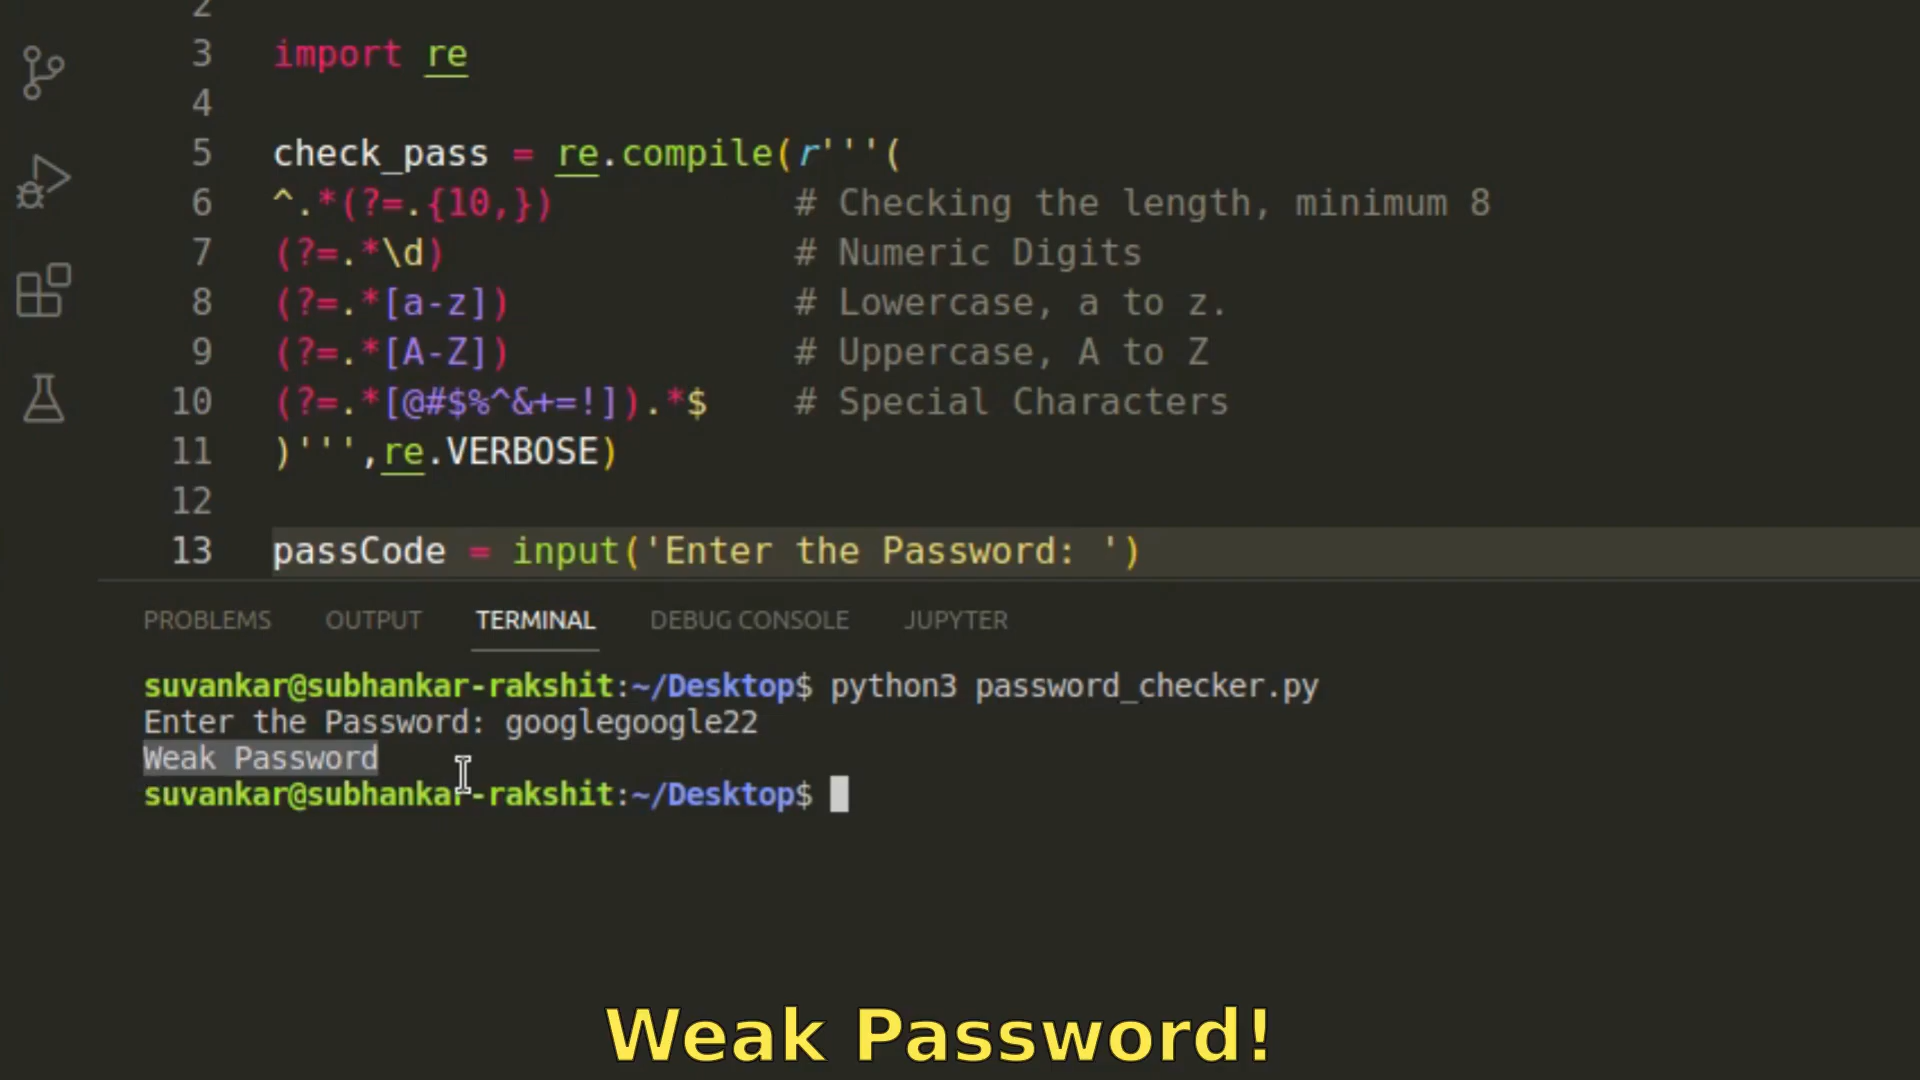 2
3 import re
4
5 check_pass = re.compile(r'''(
6 ^.*(?=.{10,}) # Checking the length, minimum 8
7 (?=.*\d) # Numeric Digits
8 (?=.*[a-z]) # Lowercase, a to z.
9 (?=.*[A-Z]) # Uppercase, A to Z
10 (?=.*[@#$%^&+=!]).*$ # Special Characters
11 )''',re.VERBOSE)
12
13 passCode = input('Enter the Password: ')
PROBLEMS OUTPUT TERMINAL DEBUG CONSOLE JUPYTER
suvankar@subhankar-rakshit:~/Desktop$ python3 password_checker.py
Enter the Password: googlegoogle22
Weak Password
suvankar@subhankar-rakshit:~/Desktop$
Weak Password!